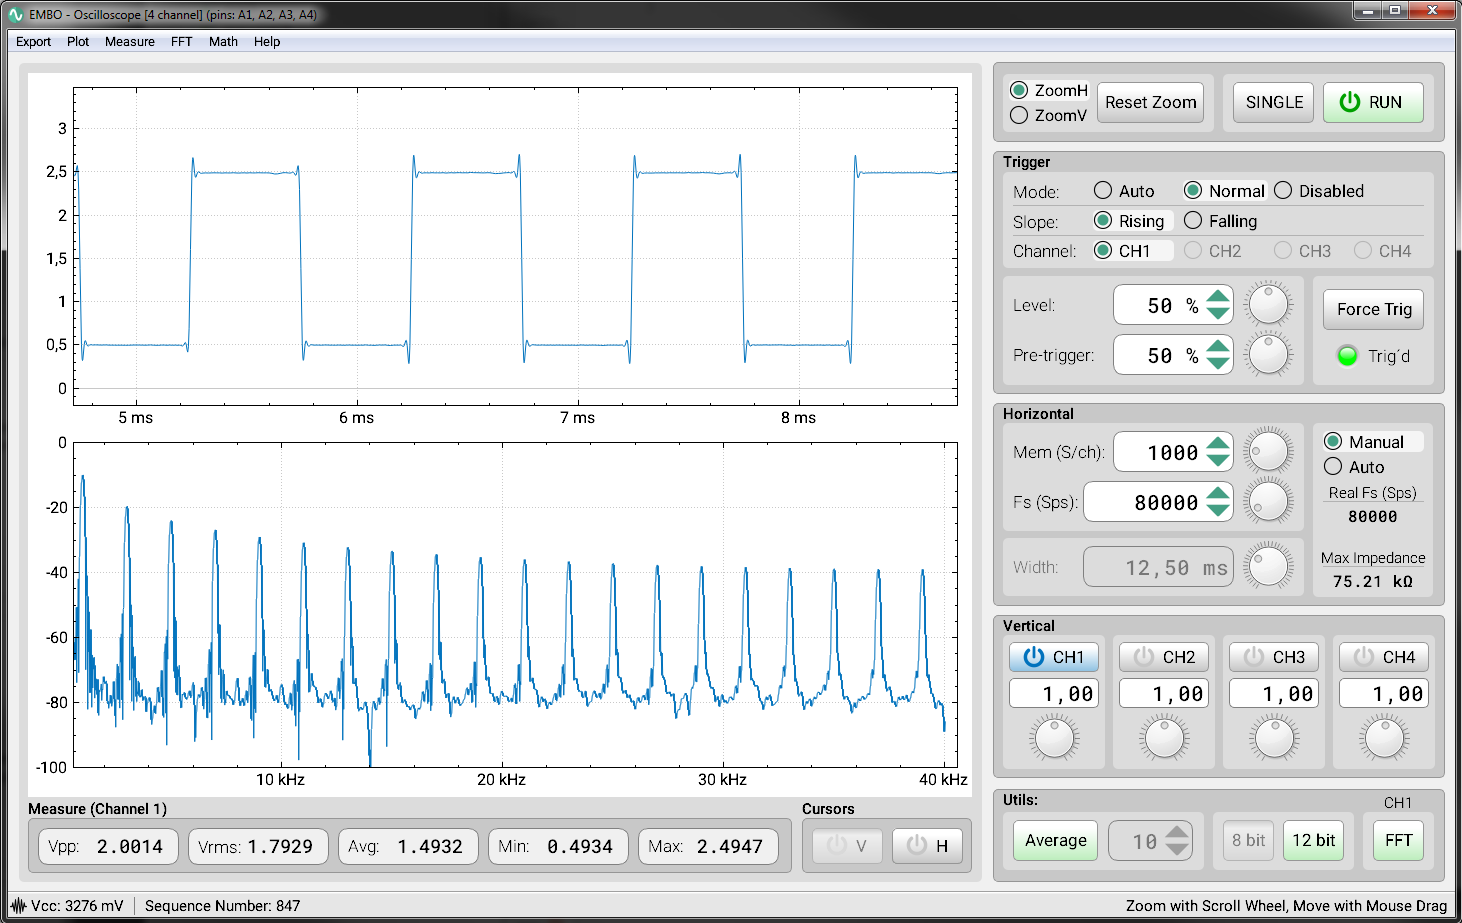 EMBO - Oscilloscope [4 channel] (pins: A1, A2, A3, A4)
Export Plot Measure FFT Math Help
3
2,5
2
1,5
1
0,5
0
5 ms 6 ms 7 ms 8 ms
0
-20
-40
-60
-80
-100
10 kHz 20 kHz 30 kHz 40 kHz
Measure (Channel 1)
Vpp: 2.0014 Vrms: 1.7929 Avg: 1.4932 Min: 0.4934 Max: 2.4947
Cursors
V H
ZoomH
ZoomV
Reset Zoom
SINGLE RUN
Trigger
Mode: Auto Normal Disabled
Slope: Rising Falling
Channel: CH1 CH2 CH3 CH4
Level: 50 %
Pre-trigger: 50 %
Force Trig
Trig´d
Horizontal
Mem (S/ch): 1000
Fs (Sps): 80000
Width: 12,50 ms
Manual
Auto
Real Fs (Sps)
80000
Max Impedance
75.21 kΩ
Vertical
CH1 CH2 CH3 CH4
1,00 1,00 1,00 1,00
Utils:
CH1
Average 10 8 bit 12 bit FFT
Vcc: 3276 mV Sequence Number: 847
Zoom with Scroll Wheel, Move with Mouse Drag